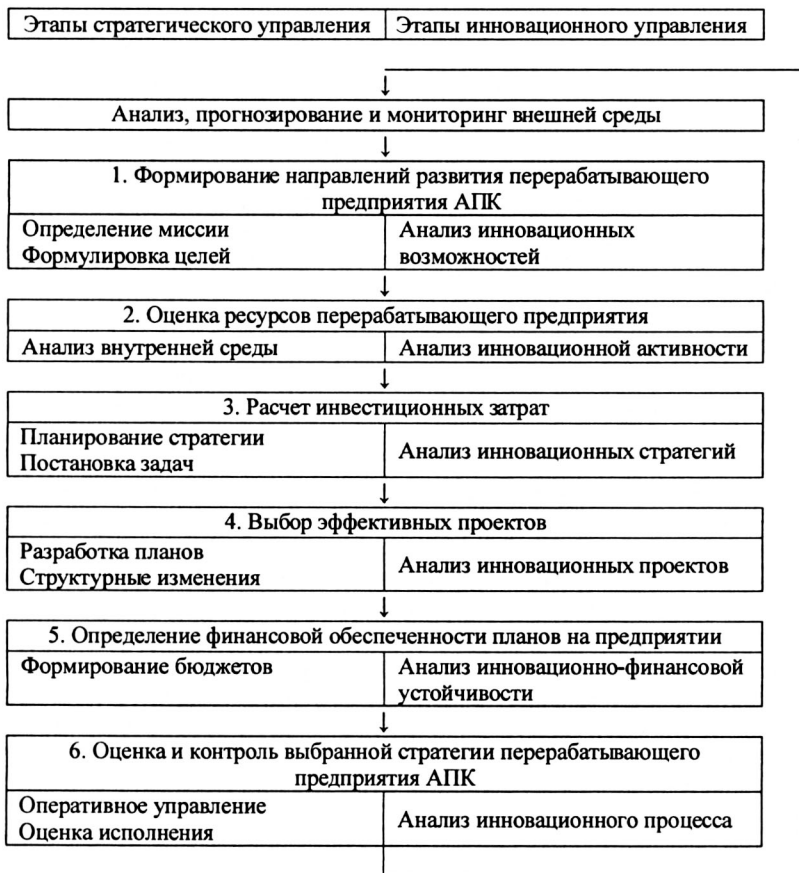 Этапы стратегического управления Этапы инновационного управления
Анализ, прогнозирование и мониторинг внешней среды
1. Формирование направлений развития перерабатывающего
предприятия АПК
Определение миссии Анализ инновационных
Формулировка целей возможностей
2. Оценка ресурсов перерабатывающего предприятия
Анализ внутренней среды Анализ инновационной активности
3. Расчет инвестиционных затрат
Планирование стратегии
Постановка задач
Анализ инновационных стратегий
4. Выбор эффективных проектов
Разработка планов
Структурные изменения
Анализ инновационных проектов
5. Определение финансовой обеспеченности планов на предприятии
Формирование бюджетов Анализ инновационно-финансовой
устойчивости
6. Оценка и контроль выбранной стратегии перерабатывающего
предприятия АПК
Оперативное управление
Оценка исполнения
Анализ инновационного процесса